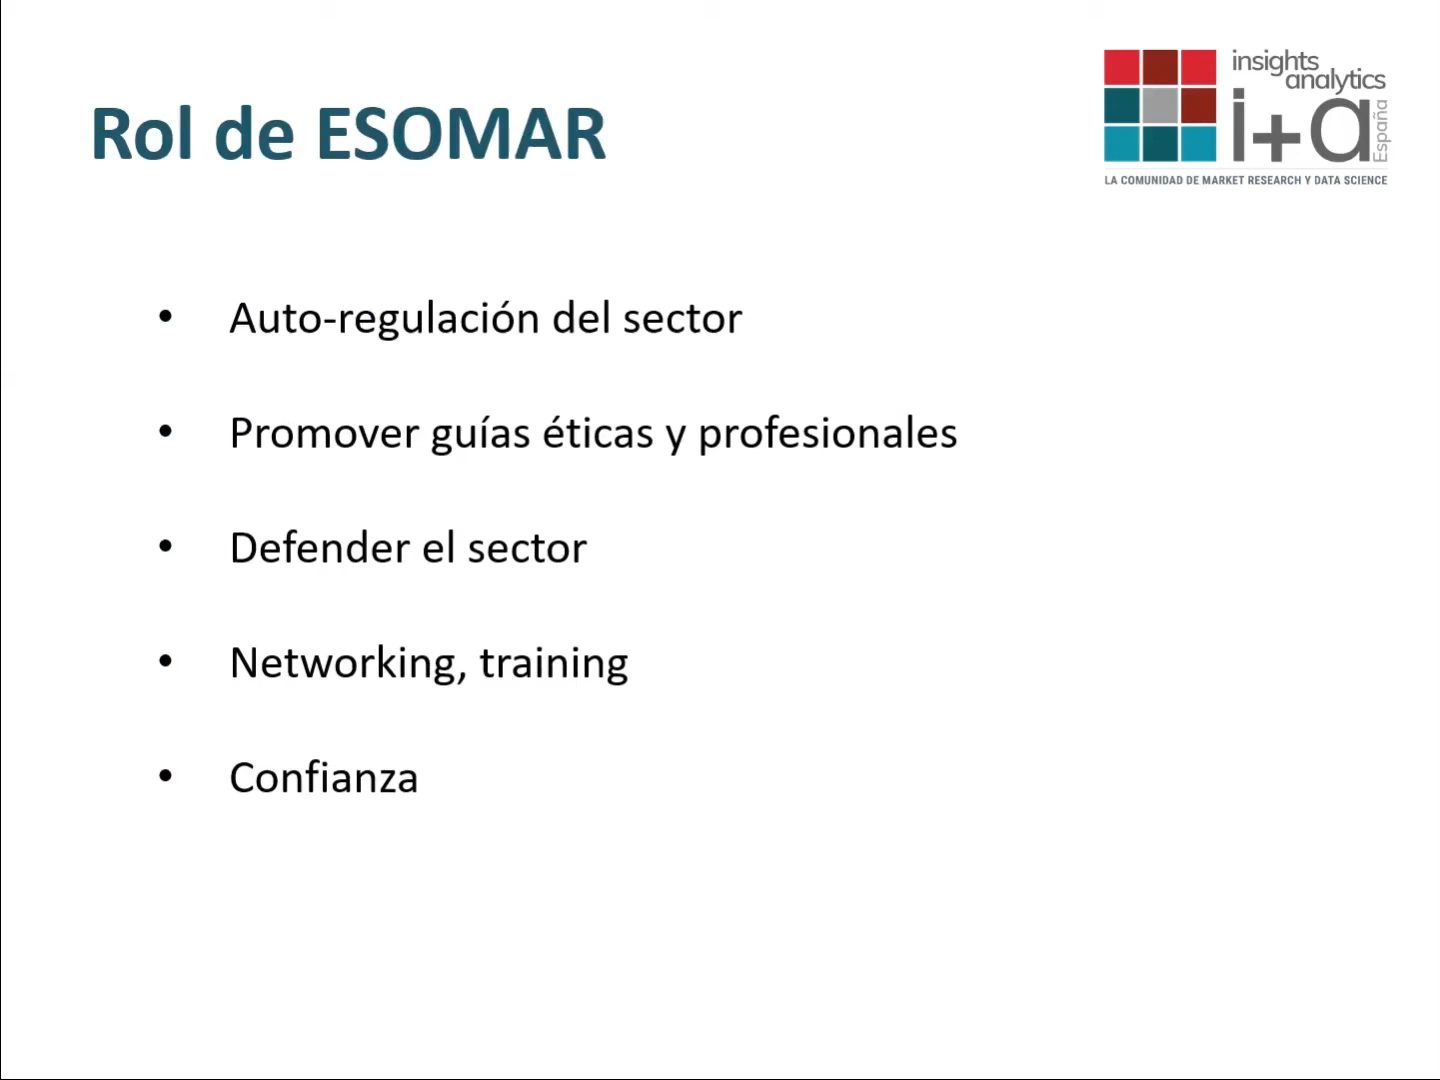 Rol de ESOMAR
insights
analytics
i+a
España
LA COMUNIDAD DE MARKET RESEARCH Y DATA SCIENCE
• Auto-regulación del sector
• Promover guías éticas y profesionales
• Defender el sector
• Networking, training
• Confianza